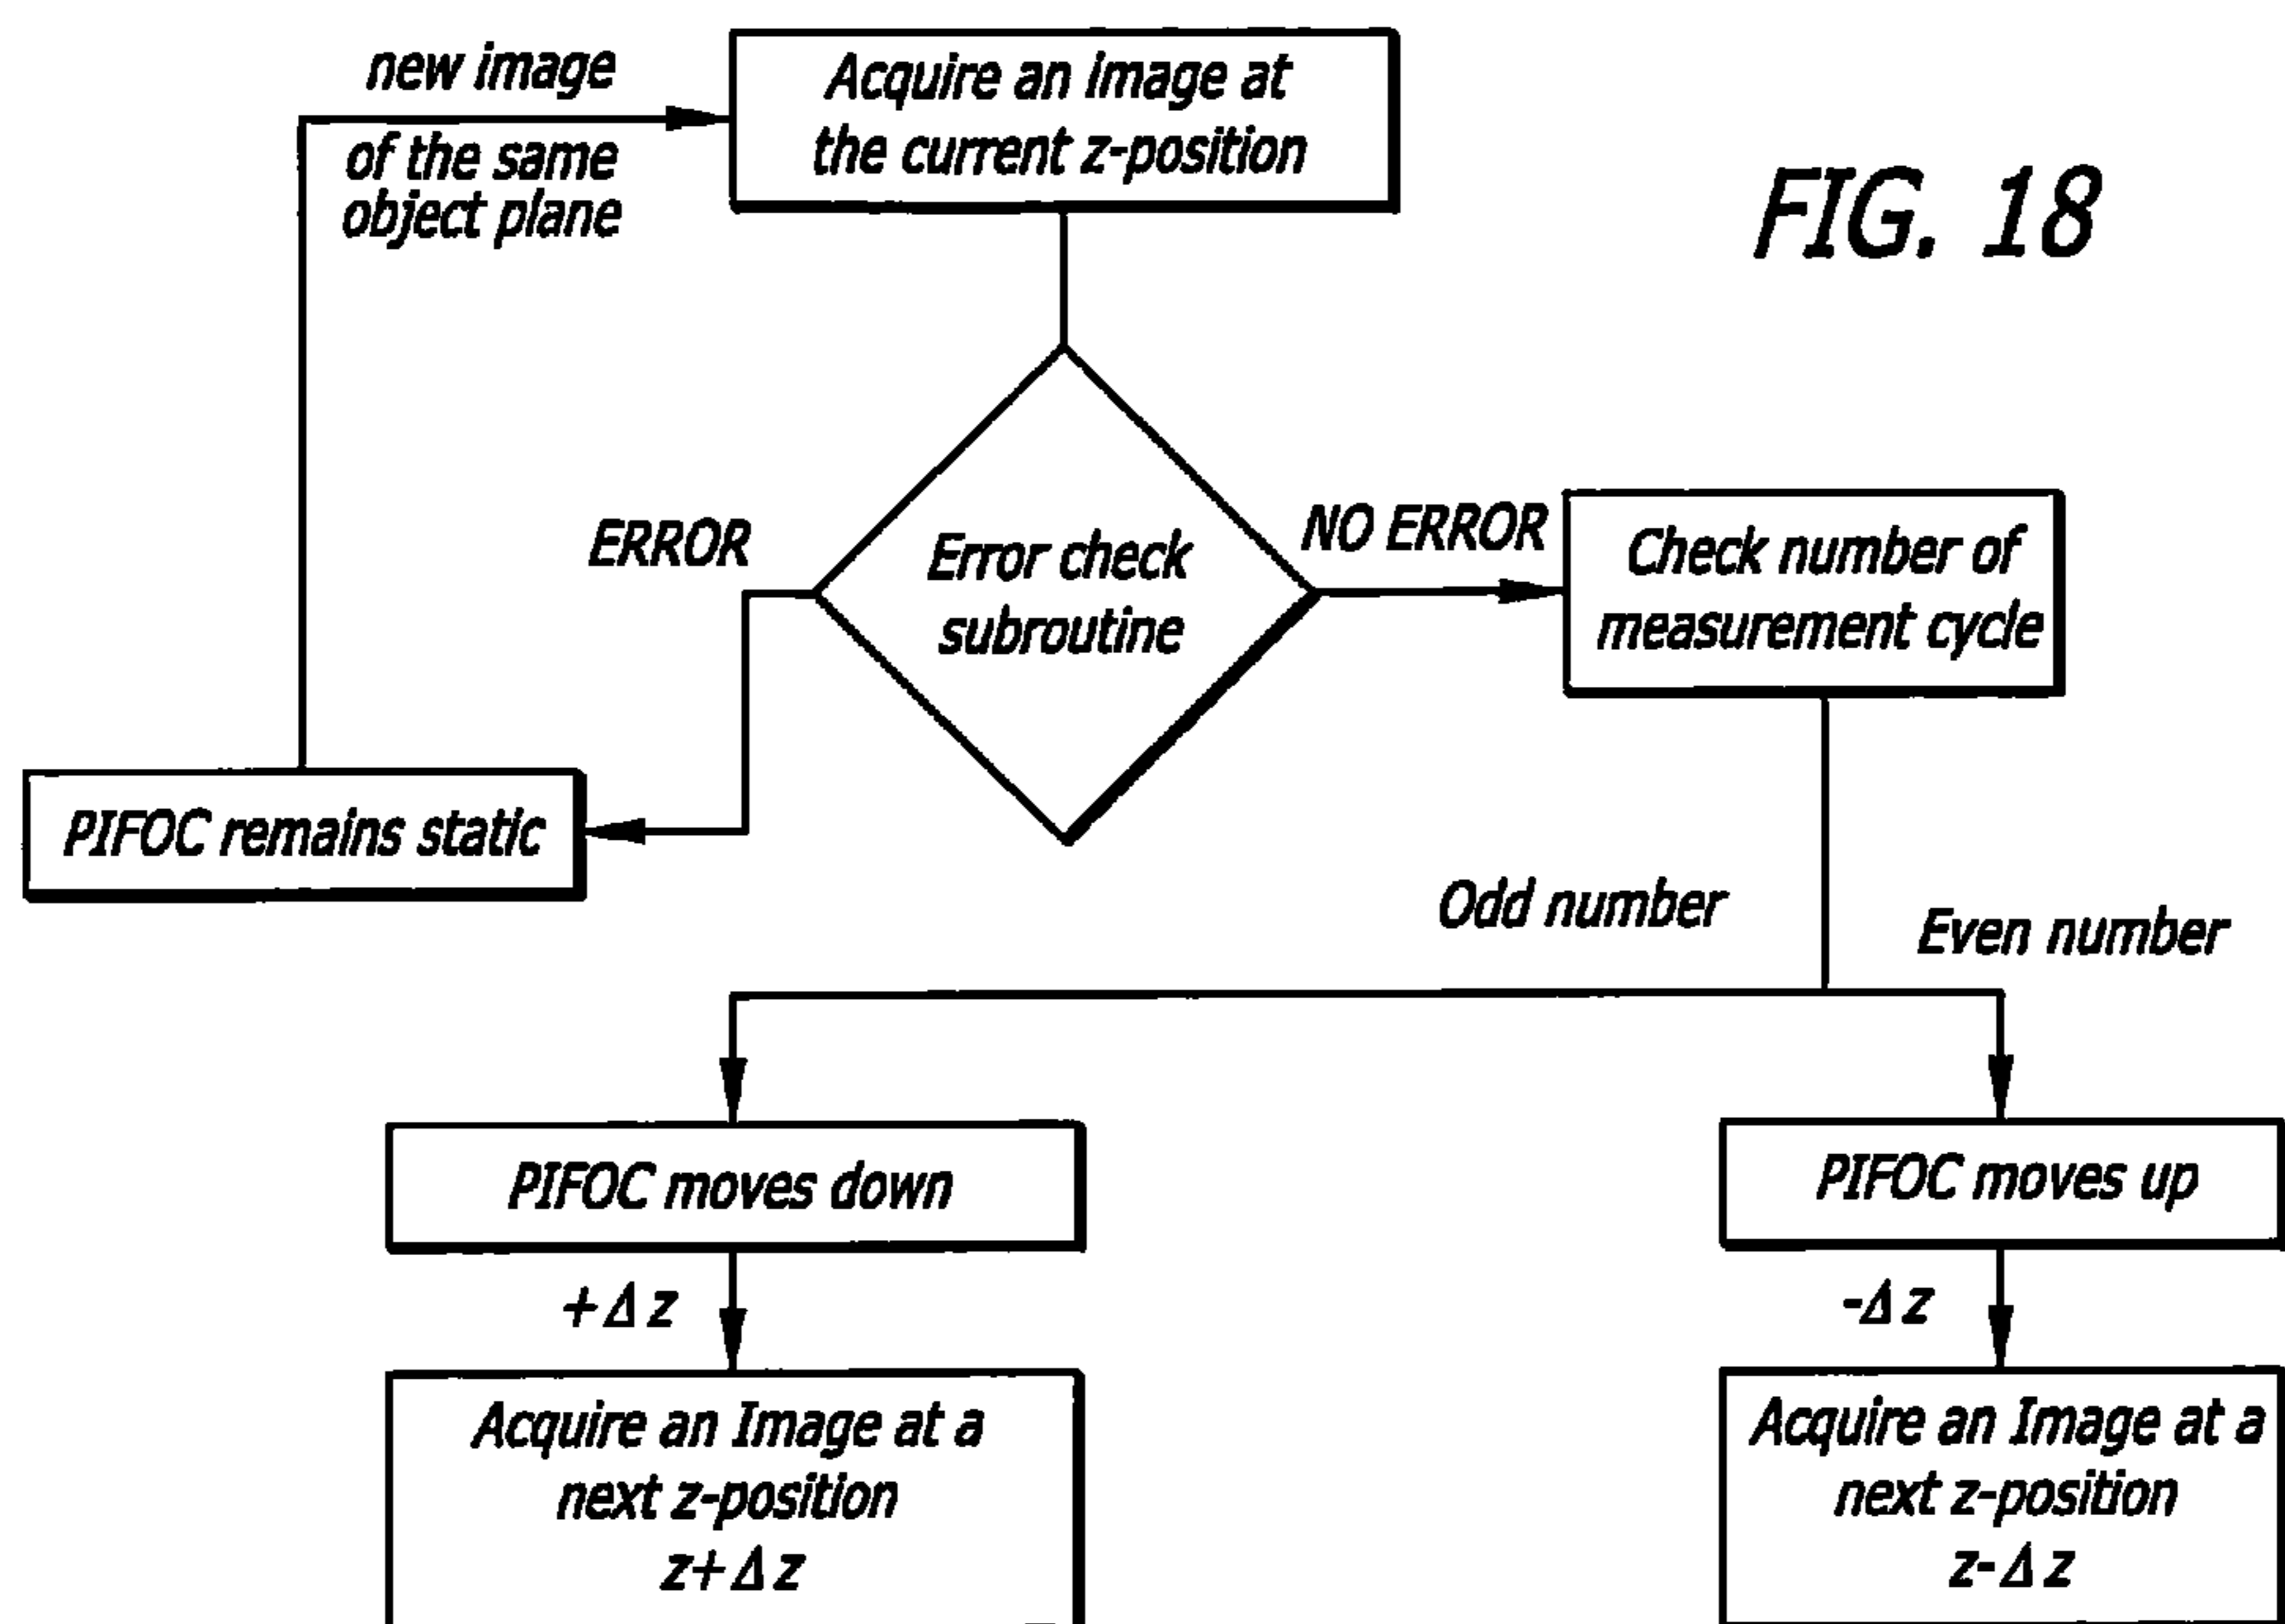 new image
of the same
object plane
Acquire an image at
the current z-position
FIG. 18
ERROR
Error check
subroutine
NO ERROR
Check number of
measurement cycle
PIFOC remains static
Odd number
Even number
PIFOC moves down
PIFOC moves up
+Δz
-Δz
Acquire an Image at a
next z-position
z+Δz
Acquire an Image at a
next z-position
z-Δz